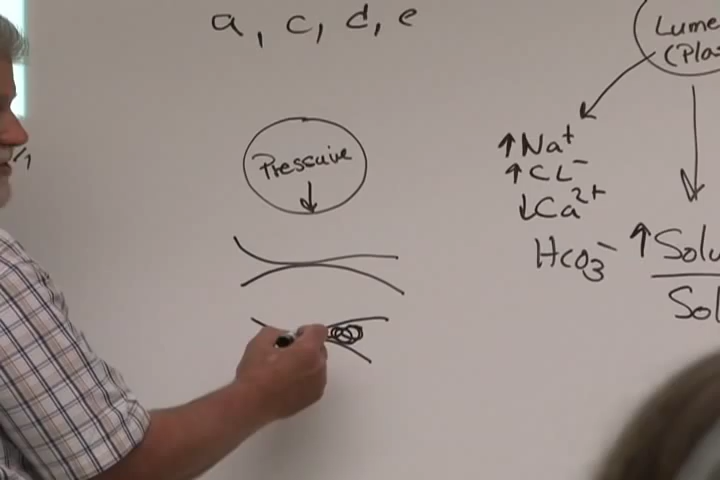 a, c, d, e
Pressure
↓
↑Na⁺
↑CL⁻
↓Ca²⁺
HCO₃⁻
Lume
(Pla
↑Solu
Sol